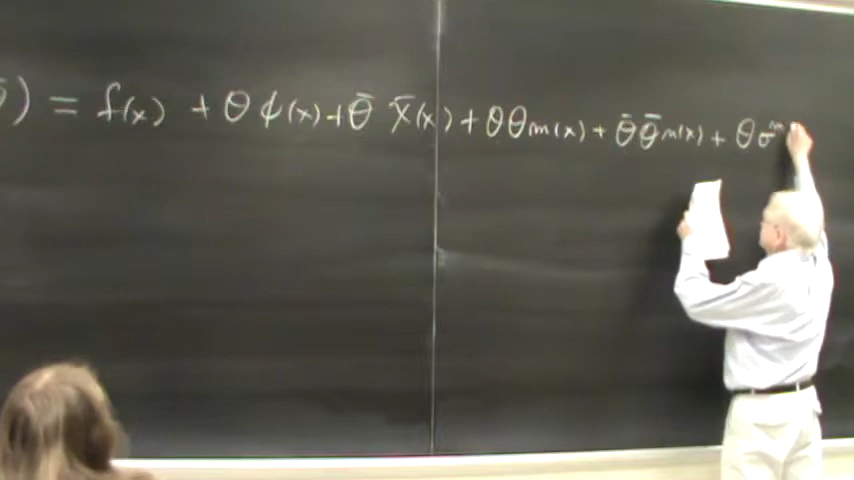 ) = f(x) + θ φ(x) + θ̄ χ̄(x) + θθ m(x) + θ̄ θ̄ n(x) + θ σ^m